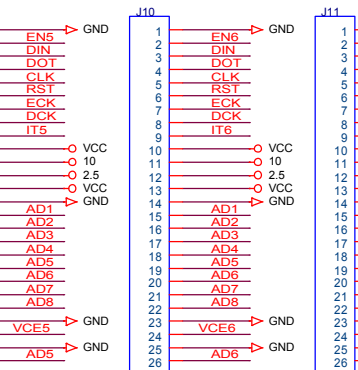 J10 J11
GND 1 GND 1
EN5 2 EN6 2
DIN 3 DIN 3
DOT 4 DOT 4
CLK 5 CLK 5
RST 6 RST 6
ECK 7 ECK 7
DCK 8 DCK 8
IT5 9 IT6 9
VCC 10 VCC 10
10 11 10 11
2.5 12 2.5 12
VCC 13 VCC 13
GND 14 GND 14
AD1 15 AD1 15
AD2 16 AD2 16
AD3 17 AD3 17
AD4 18 AD4 18
AD5 19 AD5 19
AD6 20 AD6 20
AD7 21 AD7 21
AD8 22 AD8 22
GND 23 GND 23
VCE5 24 VCE6 24
GND 25 GND 25
AD5 26 AD6 26